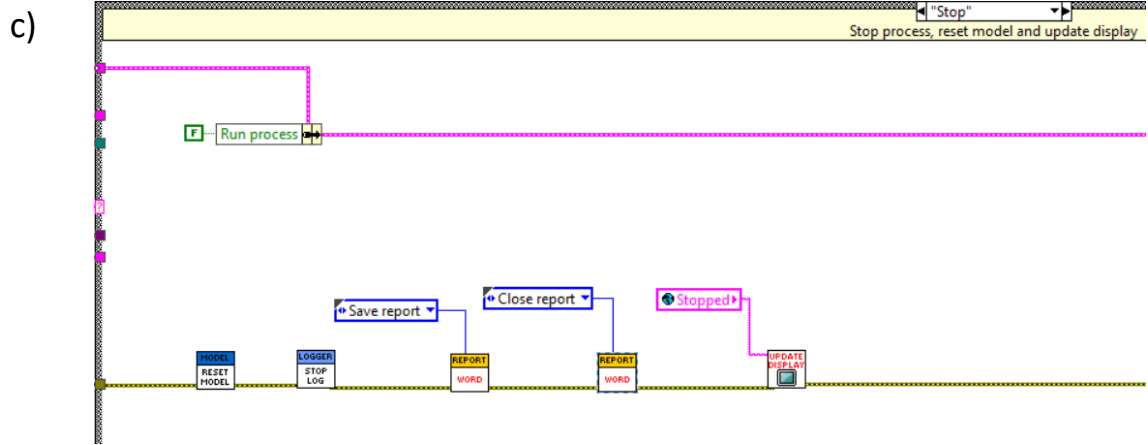 c)
"Stop"
Stop process, reset model and update display
F Run process
?
Save report
Close report
Stopped
MODEL
RESET
MODEL
LOGGER
STOP
LOG
REPORT
WORD
REPORT
WORD
UPDATE
DISPLAY